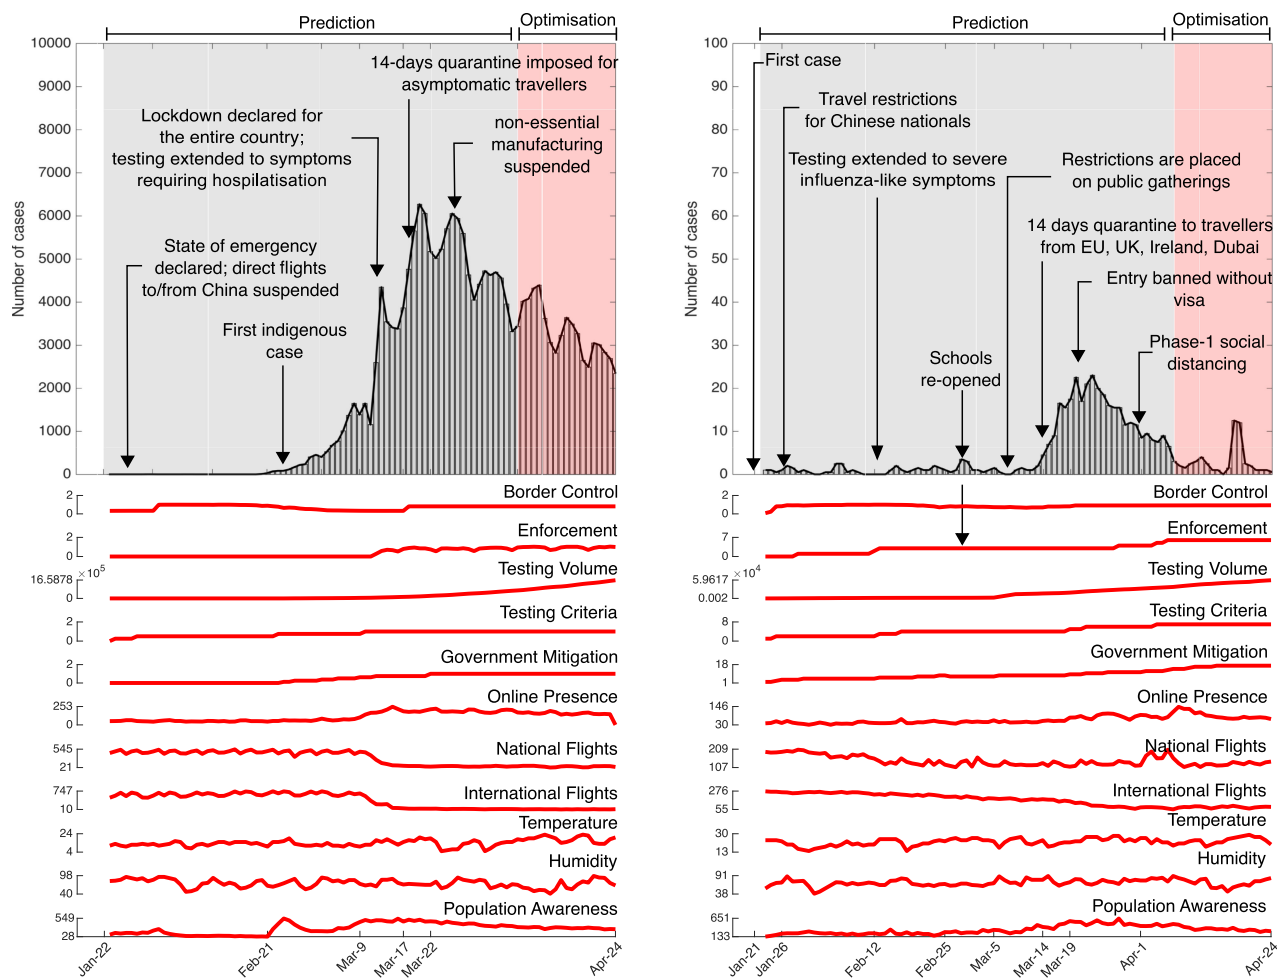 Prediction
Optimisation
10000
9000
8000
7000
6000
5000
4000
3000
2000
1000
0
Number of cases
14-days quarantine imposed for
asymptomatic travellers
Lockdown declared for
the entire country;
testing extended to symptoms
requiring hospilatisation
non-essential
manufacturing
suspended
State of emergency
declared; direct flights
to/from China suspended
First indigenous
case
Border Control
2
0
Enforcement
2
0
Testing Volume
16.5878 × 10⁵
0
Testing Criteria
2
0
Government Mitigation
2
0
Online Presence
253
0
National Flights
545
21
International Flights
747
10
Temperature
24
4
Humidity
98
40
Population Awareness
549
28
Jan-22
Feb-21
Mar-9
Mar-17
Mar-22
Apr-24
Prediction
Optimisation
100
90
80
70
60
50
40
30
20
10
0
Number of cases
First case
Travel restrictions
for Chinese nationals
Testing extended to severe
influenza-like symptoms
Restrictions are placed
on public gatherings
14 days quarantine to travellers
from EU, UK, Ireland, Dubai
Entry banned without
visa
Phase-1 social
distancing
Schools
re-opened
Border Control
2
0
Enforcement
7
0
Testing Volume
5.9617 × 10⁴
0.002
Testing Criteria
8
0
Government Mitigation
18
1
Online Presence
146
30
National Flights
209
107
International Flights
276
55
Temperature
30
13
Humidity
91
38
Population Awareness
651
133
Jan-21
Jan-26
Feb-12
Feb-25
Mar-5
Mar-14
Mar-19
Apr-1
Apr-24